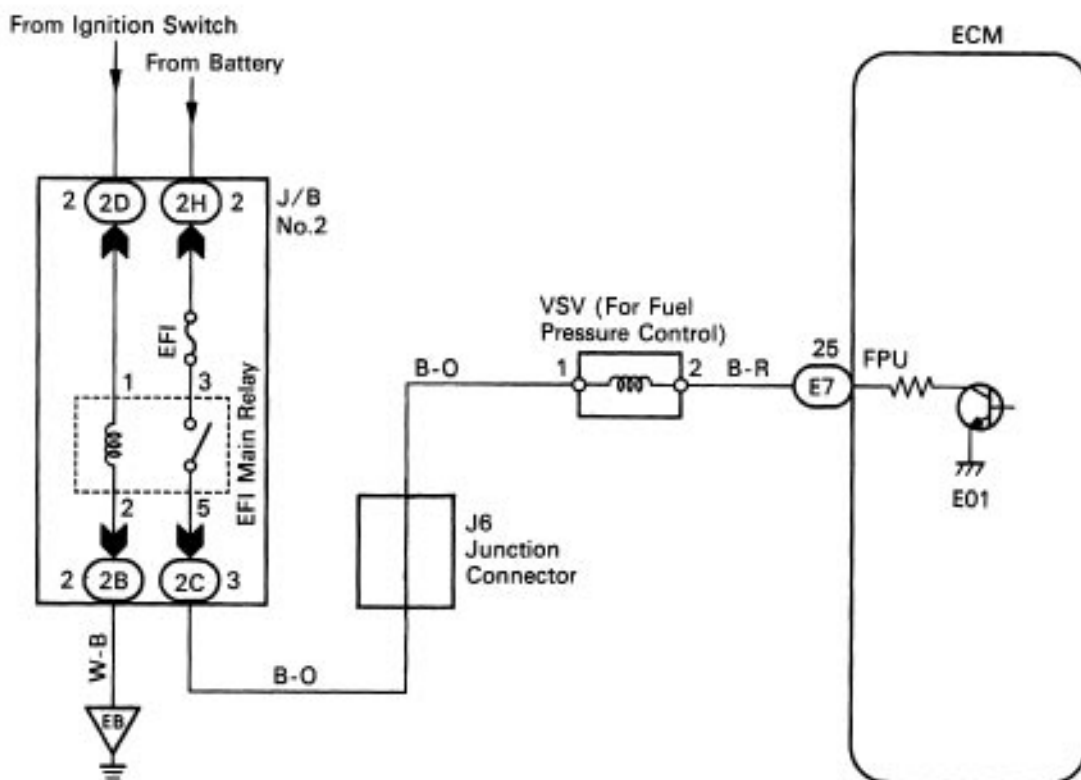 From Ignition Switch
From Battery
ECM
2 2D 2H 2
J/B
No.2
EFI
1 3
EFI Main Relay
2 5
2 2B 2C 3
W-B
EB
B-O
B-O
J6
Junction
Connector
VSV (For Fuel
Pressure Control)
1 2
B-R
25
E7
FPU
E01